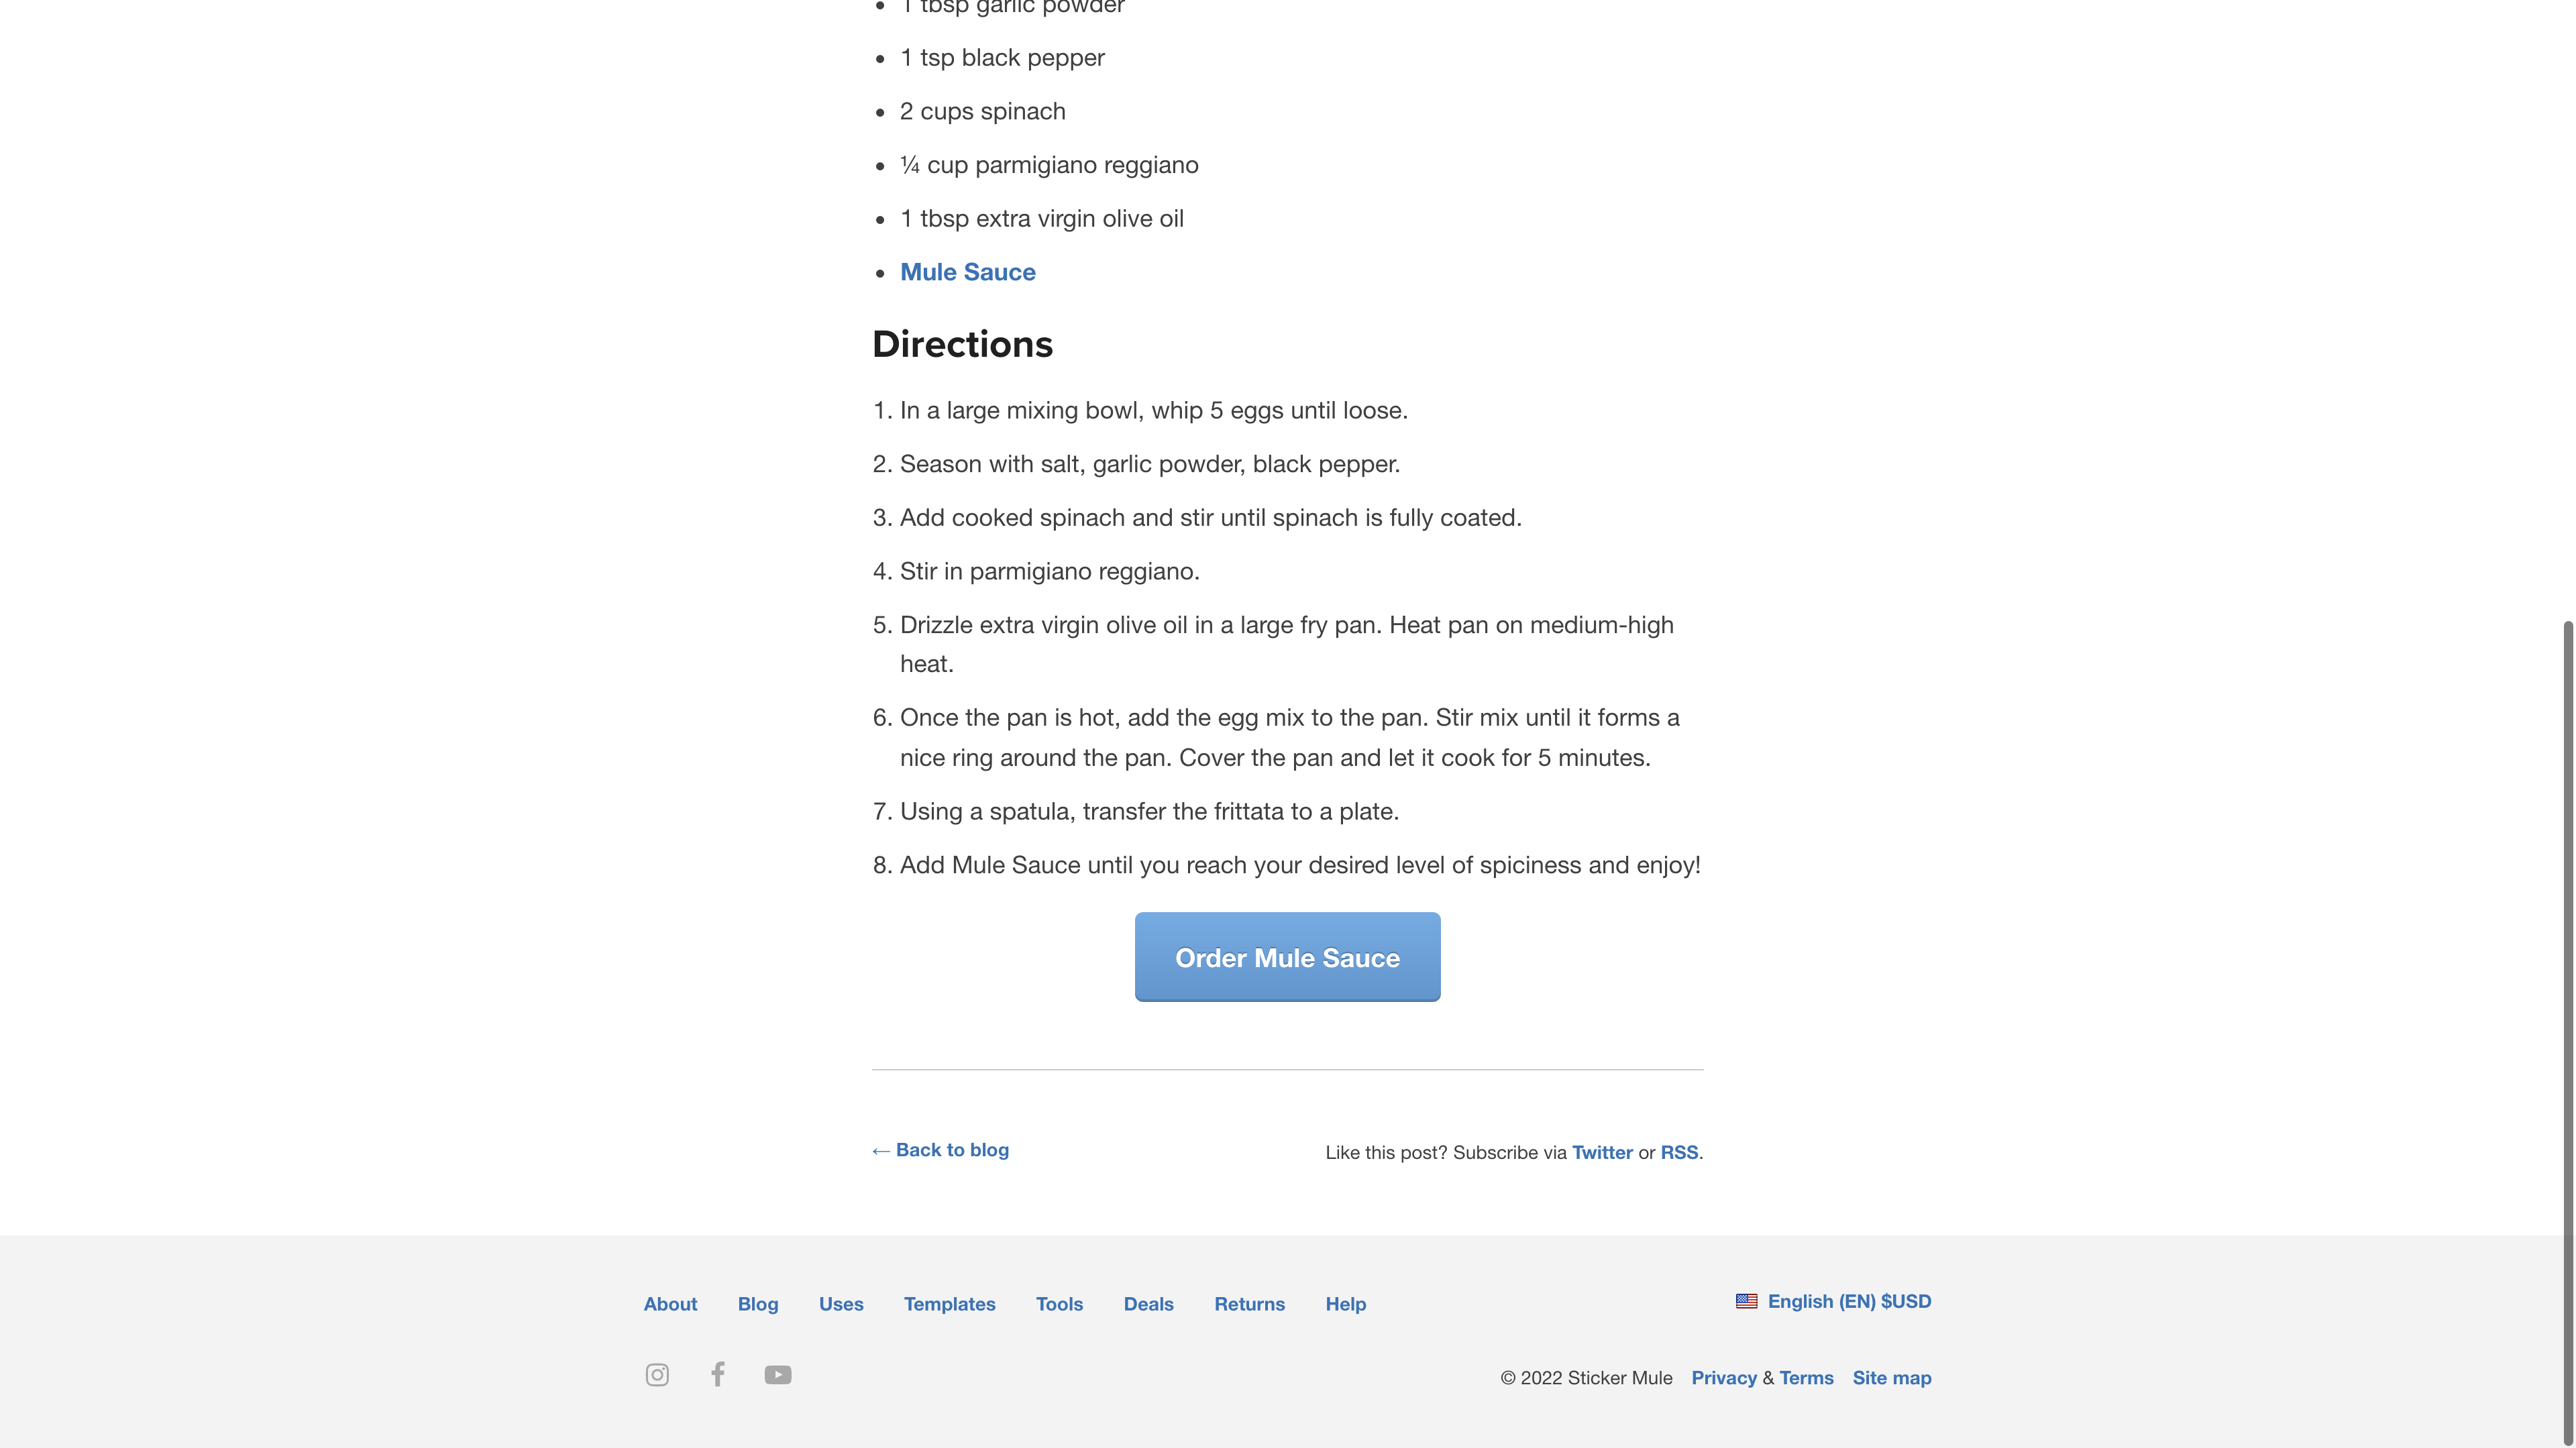 1 tbsp garlic powder
1 tsp black pepper
2 cups spinach
¼ cup parmigiano reggiano
1 tbsp extra virgin olive oil
Mule Sauce
Directions
1. In a large mixing bowl, whip 5 eggs until loose.
2. Season with salt, garlic powder, black pepper.
3. Add cooked spinach and stir until spinach is fully coated.
4. Stir in parmigiano reggiano.
5. Drizzle extra virgin olive oil in a large fry pan. Heat pan on medium-high
heat.
6. Once the pan is hot, add the egg mix to the pan. Stir mix until it forms a
nice ring around the pan. Cover the pan and let it cook for 5 minutes.
7. Using a spatula, transfer the frittata to a plate.
8. Add Mule Sauce until you reach your desired level of spiciness and enjoy!
Order Mule Sauce
← Back to blog
Like this post? Subscribe via Twitter or RSS.
About Blog Uses Templates Tools Deals Returns Help
English (EN) $USD
© 2022 Sticker Mule Privacy & Terms Site map